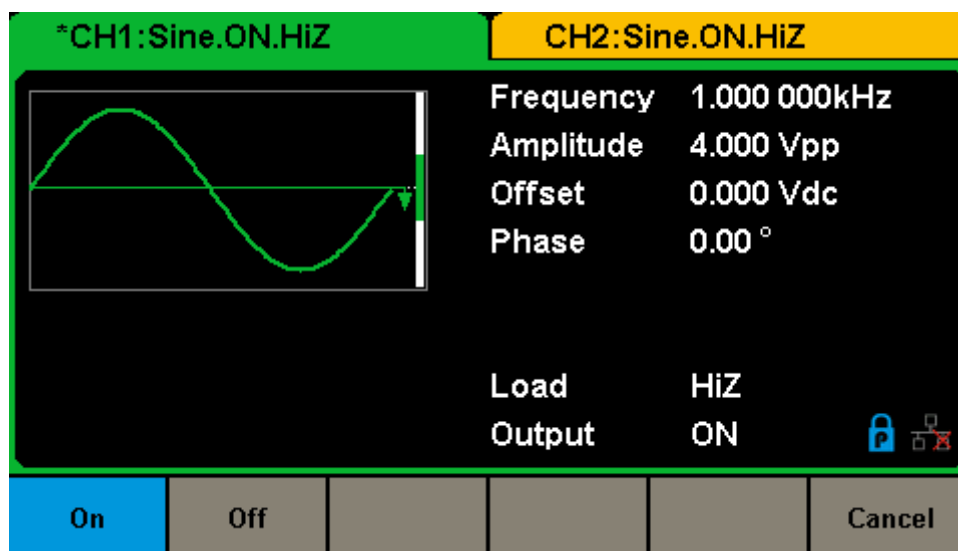 *CH1:Sine.ON.HiZ CH2:Sine.ON.HiZ
Frequency 1.000 000kHz
Amplitude 4.000 Vpp
Offset 0.000 Vdc
Phase 0.00 °
Load HiZ
Output ON P
On Off Cancel